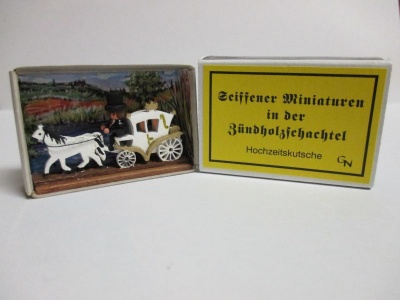 Seiffener Miniaturen
in der
Zündholzschachtel
Hochzeitskutsche
GN